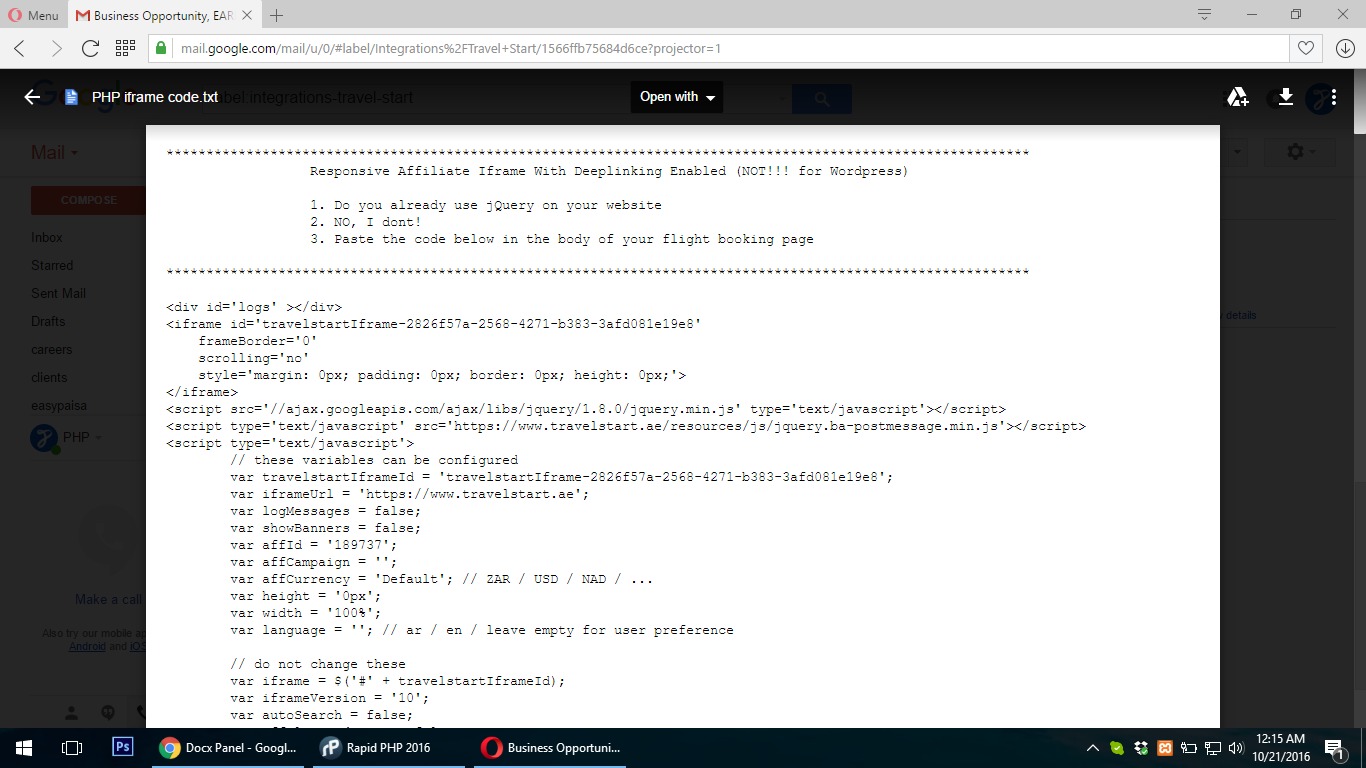 Menu
Business Opportunity, EAR
mail.google.com/mail/u/0/#label/Integrations%2FTravel+Start/1566ffb75684d6ce?projector=1
PHP iframe code.txt
label:integrations-travel-start
Open with
Mail
COMPOSE
Inbox
Starred
Sent Mail
Drafts
careers
clients
easypaisa
PHP
Make a call
Also try our mobile ap
Android and iOS
details
***********************************************************************************************************
Responsive Affiliate Iframe With Deeplinking Enabled (NOT!!! for Wordpress)
1. Do you already use jQuery on your website
2. NO, I dont!
3. Paste the code below in the body of your flight booking page
***********************************************************************************************************
<div id='logs' ></div>
<iframe id='travelstartIframe-2826f57a-2568-4271-b383-3afd081e19e8'
frameBorder='0'
scrolling='no'
style='margin: 0px; padding: 0px; border: 0px; height: 0px;'>
</iframe>
<script src='//ajax.googleapis.com/ajax/libs/jquery/1.8.0/jquery.min.js' type='text/javascript'></script>
<script type='text/javascript' src='https://www.travelstart.ae/resources/js/jquery.ba-postmessage.min.js'></script>
<script type='text/javascript'>
// these variables can be configured
var travelstartIframeId = 'travelstartIframe-2826f57a-2568-4271-b383-3afd081e19e8';
var iframeUrl = 'https://www.travelstart.ae';
var logMessages = false;
var showBanners = false;
var affId = '189737';
var affCampaign = '';
var affCurrency = 'Default'; // ZAR / USD / NAD / ...
var height = '0px';
var width = '100%';
var language = ''; // ar / en / leave empty for user preference
// do not change these
var iframe = $('#' + travelstartIframeId);
var iframeVersion = '10';
var autoSearch = false;
Ps
Docx Panel - Googl...
Rapid PHP 2016
Business Opportuni...
12:15 AM
10/21/2016
1